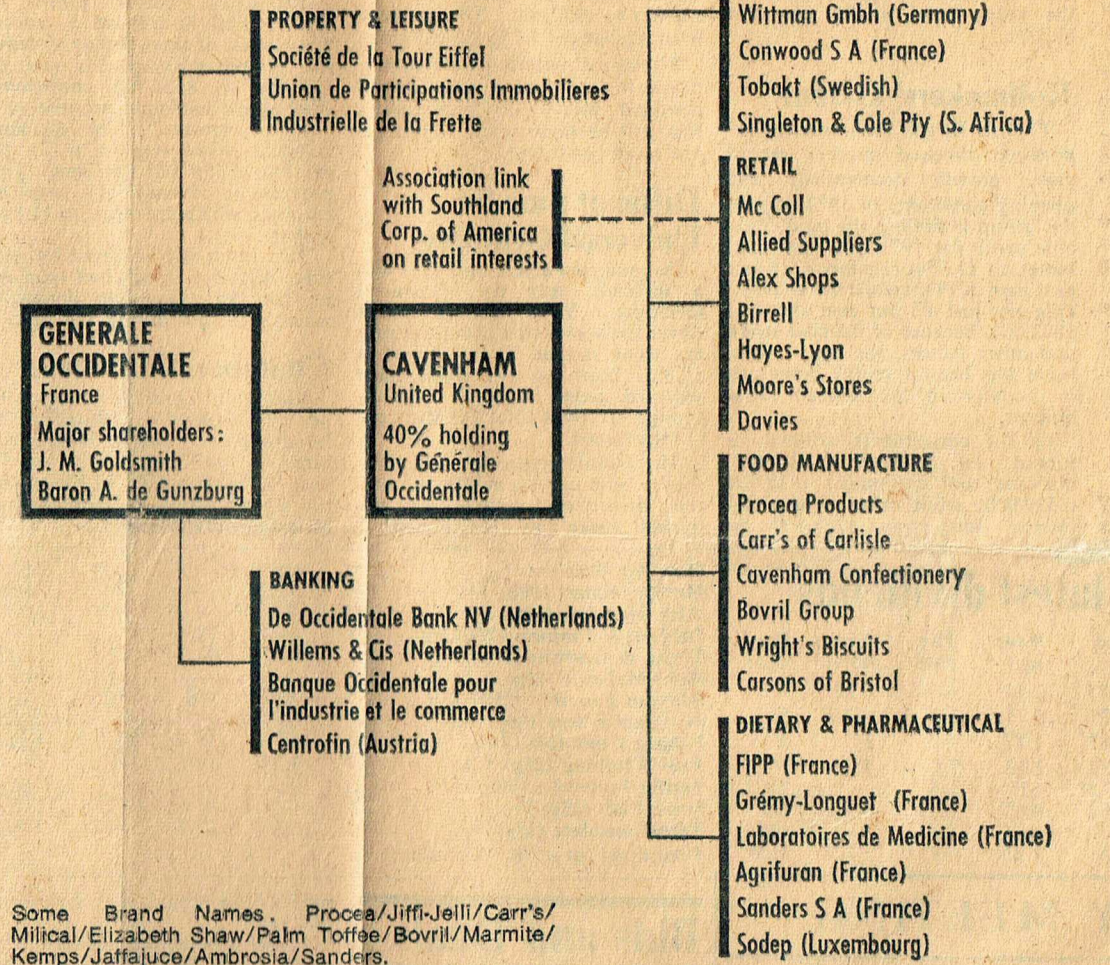 PROPERTY & LEISURE
Société de la Tour Eiffel
Union de Participations Immobilieres
Industrielle de la Frette
Association link
with Southland
Corp. of America
on retail interests
GENERALE
OCCIDENTALE
France
Major shareholders:
J. M. Goldsmith
Baron A. de Gunzburg
CAVENHAM
United Kingdom
40% holding
by Générale
Occidentale
BANKING
De Occidentale Bank NV (Netherlands)
Willems & Cis (Netherlands)
Banque Occidentale pour
l'industrie et le commerce
Centrofin (Austria)
Wittman Gmbh (Germany)
Conwood S A (France)
Tobakt (Swedish)
Singleton & Cole Pty (S. Africa)
RETAIL
Mc Coll
Allied Suppliers
Alex Shops
Birrell
Hayes-Lyon
Moore's Stores
Davies
FOOD MANUFACTURE
Procea Products
Carr's of Carlisle
Cavenham Confectionery
Bovril Group
Wright's Biscuits
Carsons of Bristol
DIETARY & PHARMACEUTICAL
FIPP (France)
Grémy-Longuet (France)
Laboratoires de Medicine (France)
Agrifuran (France)
Sanders S A (France)
Sodep (Luxembourg)
Some Brand Names. Procea/Jiffi-Jelli/Carr's/
Milical/Elizabeth Shaw/Palm Toffee/Bovril/Marmite/
Kemps/Jaffajuce/Ambrosia/Sanders.